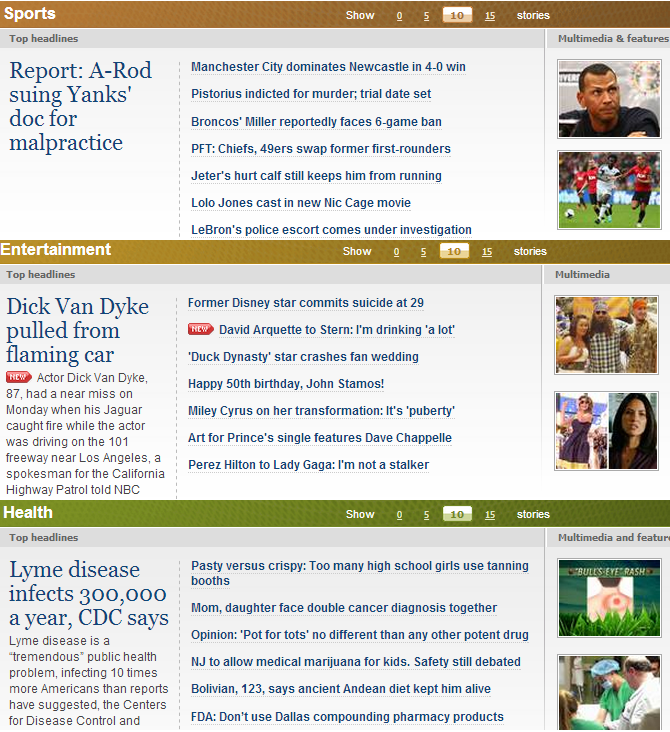 Sports
Show 0 5 10 15 stories
Top headlines
Multimedia & features
Report: A-Rod
suing Yanks'
doc for
malpractice
Manchester City dominates Newcastle in 4-0 win
Pistorius indicted for murder; trial date set
Broncos' Miller reportedly faces 6-game ban
PFT: Chiefs, 49ers swap former first-rounders
Jeter's hurt calf still keeps him from running
Lolo Jones cast in new Nic Cage movie
LeBron's police escort comes under investigation
Entertainment
Show 0 5 10 15 stories
Top headlines
Multimedia
Dick Van Dyke
pulled from
flaming car
NEW Actor Dick Van Dyke,
87, had a near miss on
Monday when his Jaguar
caught fire while the actor
was driving on the 101
freeway near Los Angeles, a
spokesman for the California
Highway Patrol told NBC
Former Disney star commits suicide at 29
NEW David Arquette to Stern: I'm drinking 'a lot'
'Duck Dynasty' star crashes fan wedding
Happy 50th birthday, John Stamos!
Miley Cyrus on her transformation: It's 'puberty'
Art for Prince's single features Dave Chappelle
Perez Hilton to Lady Gaga: I'm not a stalker
Health
Show 0 5 10 15 stories
Top headlines
Multimedia and feature
Lyme disease
infects 300,000
a year, CDC says
Lyme disease is a
“tremendous” public health
problem, infecting 10 times
more Americans than reports
have suggested, the Centers
for Disease Control and
Pasty versus crispy: Too many high school girls use tanning
booths
Mom, daughter face double cancer diagnosis together
Opinion: 'Pot for tots' no different than any other potent drug
NJ to allow medical marijuana for kids. Safety still debated
Bolivian, 123, says ancient Andean diet kept him alive
FDA: Don't use Dallas compounding pharmacy products
"BULL'S-EYE" RASH